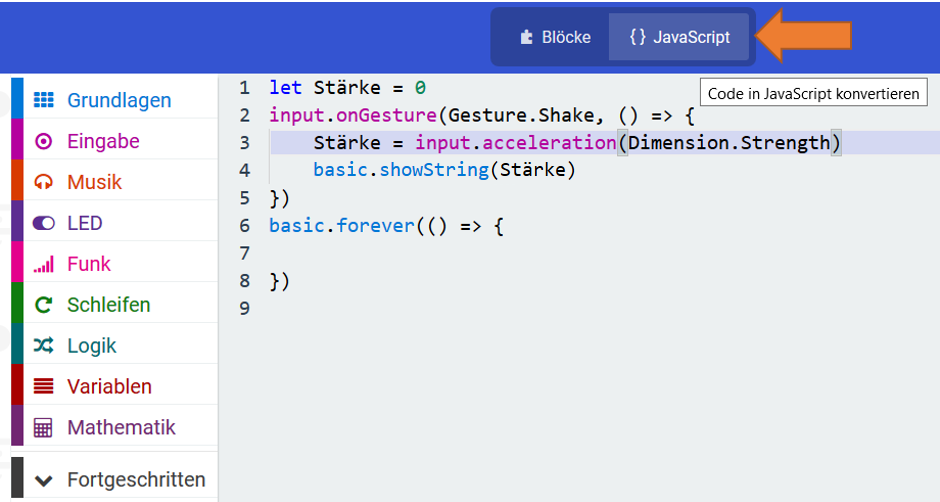 Blöcke
{} JavaScript
Code in JavaScript konvertieren
Grundlagen
Eingabe
Musik
LED
Funk
Schleifen
Logik
Variablen
Mathematik
Fortgeschritten
1 let Stärke = 0
2 input.onGesture(Gesture.Shake, () => {
3     Stärke = input.acceleration(Dimension.Strength)
4     basic.showString(Stärke)
5 })
6 basic.forever(() => {
7
8 })
9